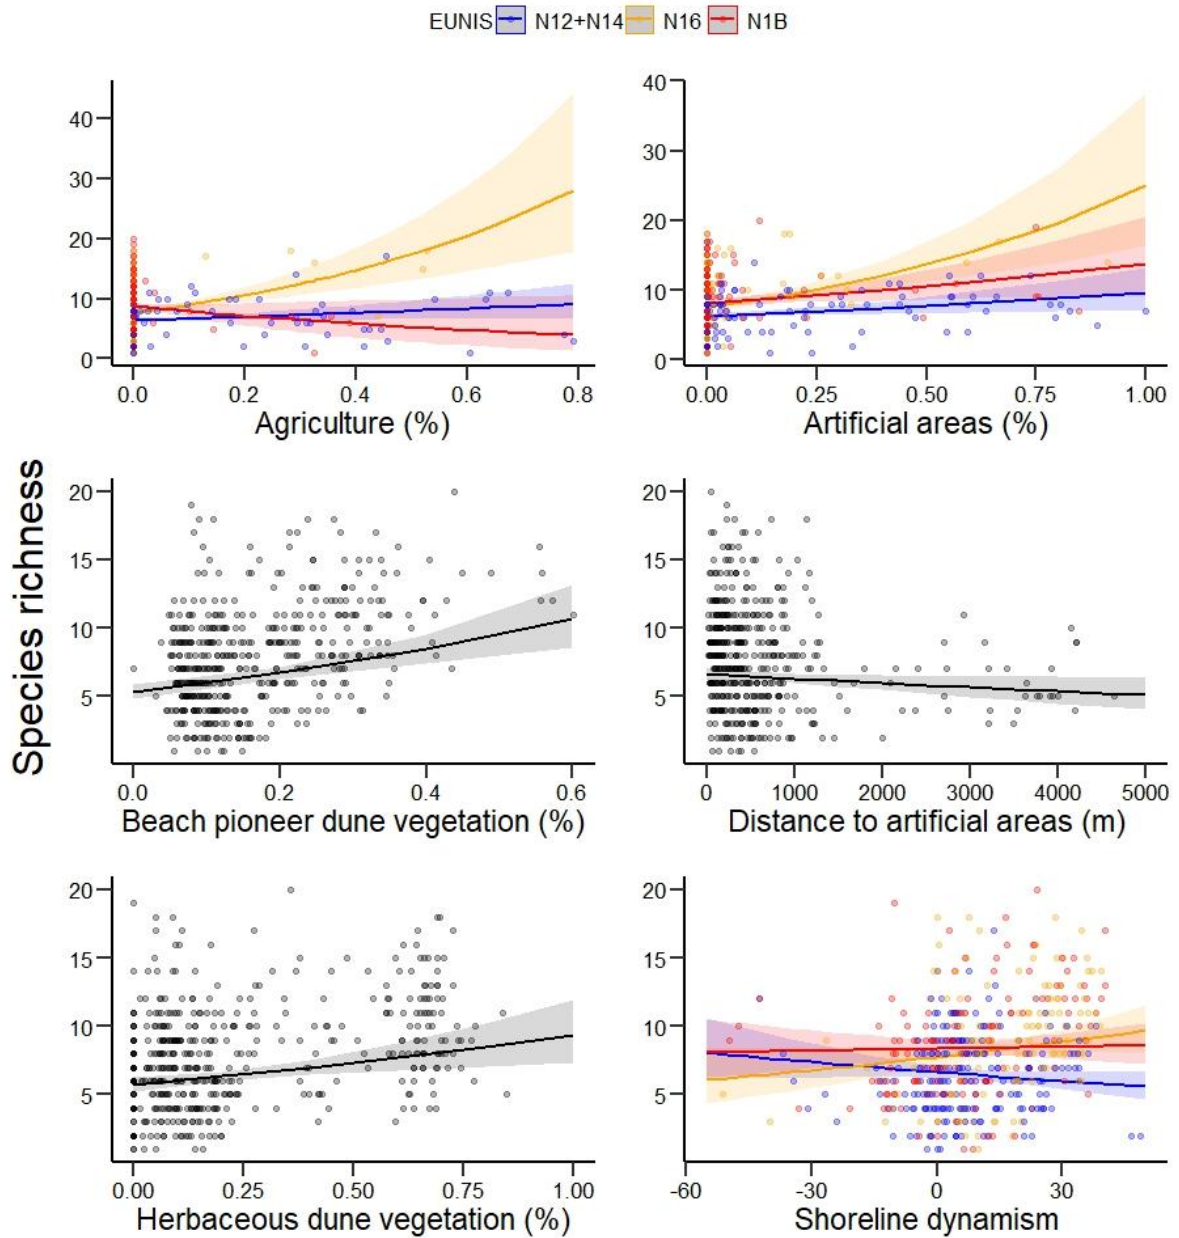 EUNIS N12+N14 N16 N1B
Species richness
40
30
20
10
0
0.0 0.2 0.4 0.6 0.8
Agriculture (%)
40
30
20
10
0
0.00 0.25 0.50 0.75 1.00
Artificial areas (%)
20
15
10
5
0.0 0.2 0.4 0.6
Beach pioneer dune vegetation (%)
20
15
10
5
0 1000 2000 3000 4000 5000
Distance to artificial areas (m)
20
15
10
5
0.00 0.25 0.50 0.75 1.00
Herbaceous dune vegetation (%)
20
15
10
5
-60 -30 0 30
Shoreline dynamism